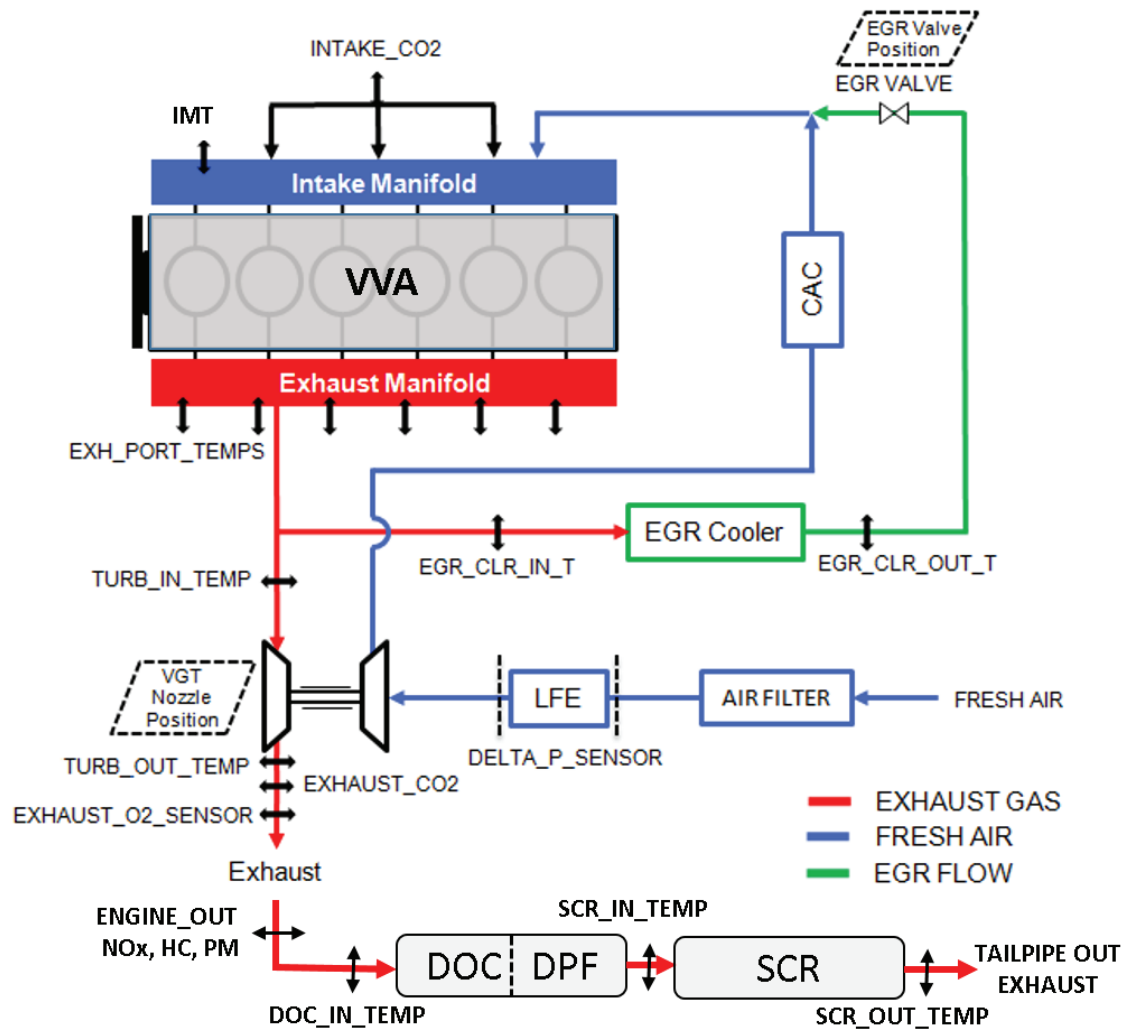 EGR Valve
Position
EGR VALVE
INTAKE_CO2
IMT
Intake Manifold
VVA
CAC
Exhaust Manifold
EXH_PORT_TEMPS
EGR Cooler
EGR_CLR_IN_T
EGR_CLR_OUT_T
TURB_IN_TEMP
VGT
Nozzle
Position
LFE
AIR FILTER
FRESH AIR
DELTA_P_SENSOR
TURB_OUT_TEMP
EXHAUST_CO2
EXHAUST_O2_SENSOR
EXHAUST GAS
FRESH AIR
EGR FLOW
Exhaust
ENGINE_OUT
NOx, HC, PM
SCR_IN_TEMP
DOC
DPF
SCR
TAILPIPE OUT
EXHAUST
DOC_IN_TEMP
SCR_OUT_TEMP